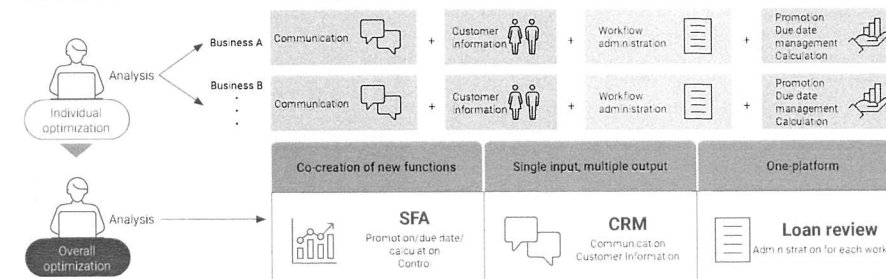 Business A
Communication
+
Customer
information
+
Workflow
administration
+
Promotion
Due date
management
Calculation
Analysis
Business B
Communication
+
Customer
information
+
Workflow
administration
+
Promotion
Due date
management
Calculation
Individual
optimization
Co-creation of new functions
Single input, multiple output
One-platform
Analysis
SFA
Promotion/due date/
calculation
Control
CRM
Communication
Customer Information
Loan review
Administration for each work
Overall
optimization